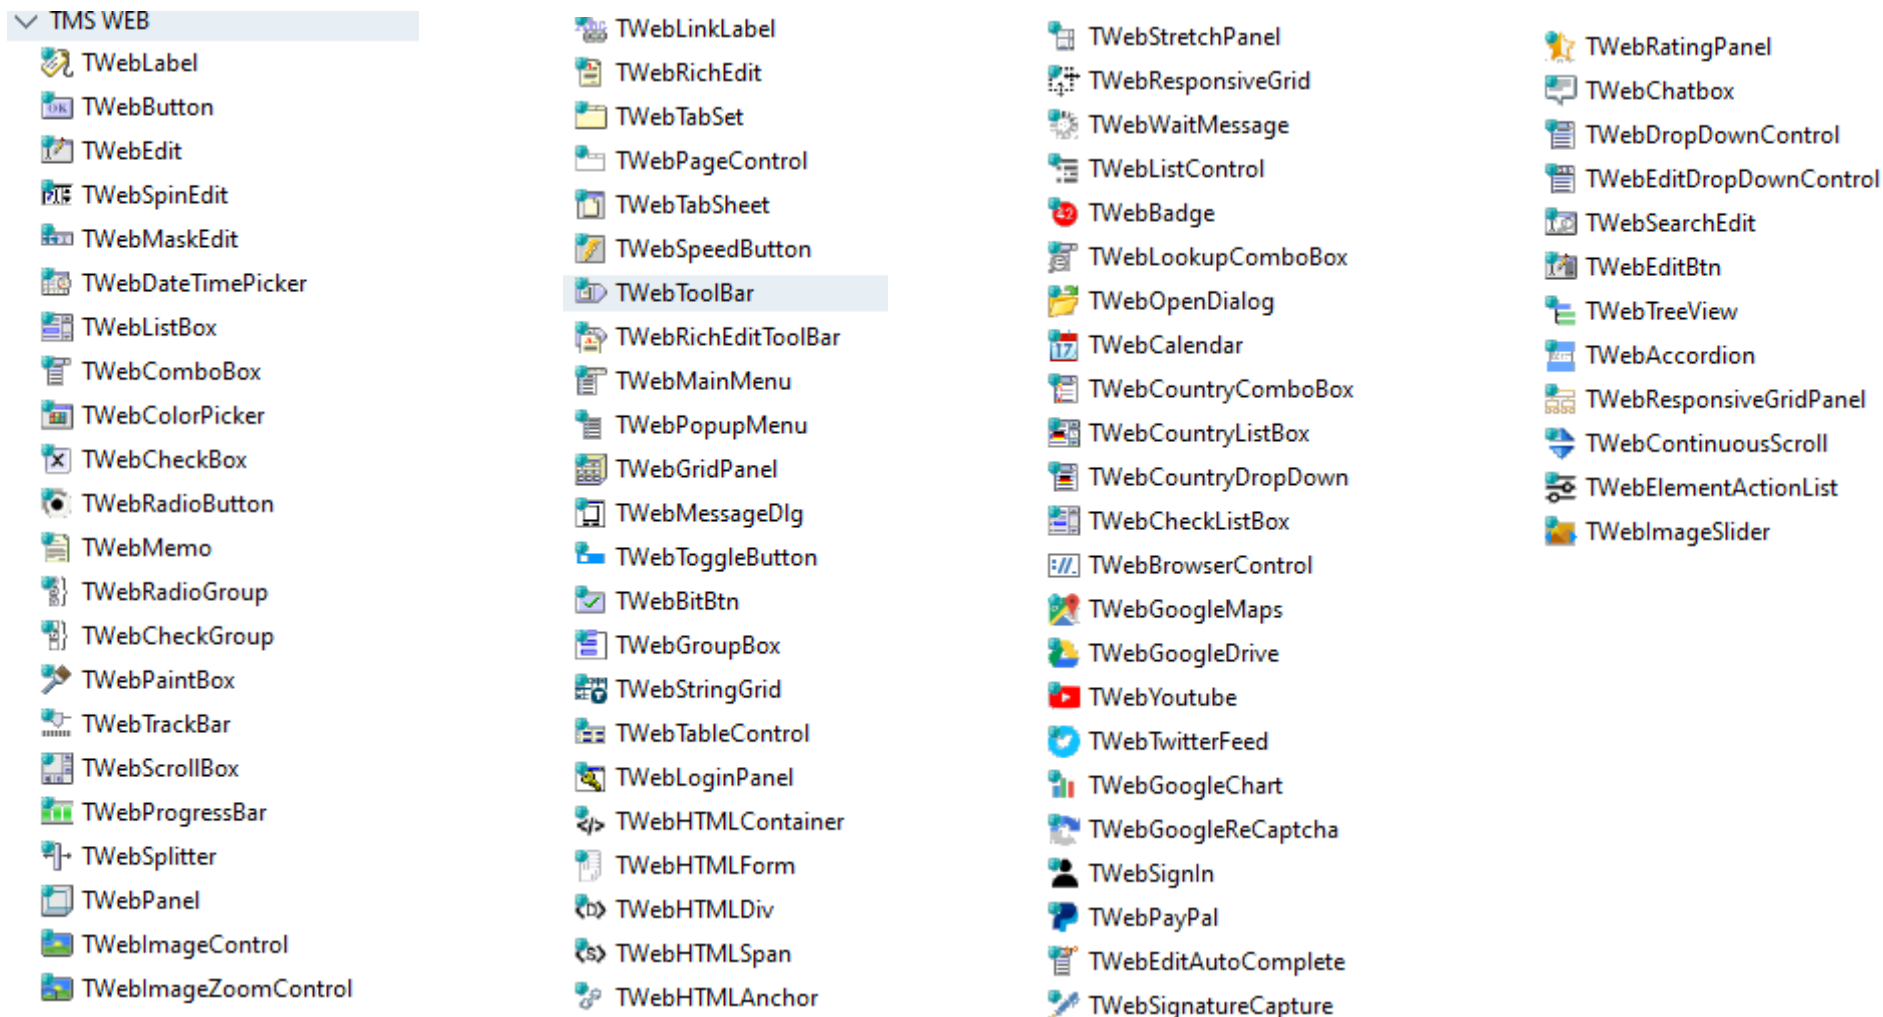 TMS WEB
TWebLabel
TWebButton
TWebEdit
TWebSpinEdit
TWebMaskEdit
TWebDateTimePicker
TWebListBox
TWebComboBox
TWebColorPicker
TWebCheckBox
TWebRadioButton
TWebMemo
TWebRadioGroup
TWebCheckGroup
TWebPaintBox
TWebTrackBar
TWebScrollBox
TWebProgressBar
TWebSplitter
TWebPanel
TWebImageControl
TWebImageZoomControl
TWebLinkLabel
TWebRichEdit
TWebTabSet
TWebPageControl
TWebTabSheet
TWebSpeedButton
TWebToolBar
TWebRichEditToolBar
TWebMainMenu
TWebPopupMenu
TWebGridPanel
TWebMessageDlg
TWebToggleButton
TWebBitBtn
TWebGroupBox
TWebStringGrid
TWebTableControl
TWebLoginPanel
TWebHTMLContainer
TWebHTMLForm
TWebHTMLDiv
TWebHTMLSpan
TWebHTMLAnchor
TWebStretchPanel
TWebResponsiveGrid
TWebWaitMessage
TWebListControl
TWebBadge
TWebLookupComboBox
TWebOpenDialog
TWebCalendar
TWebCountryComboBox
TWebCountryListBox
TWebCountryDropDown
TWebCheckListBox
TWebBrowserControl
TWebGoogleMaps
TWebGoogleDrive
TWebYoutube
TWebTwitterFeed
TWebGoogleChart
TWebGoogleReCaptcha
TWebSignIn
TWebPayPal
TWebEditAutoComplete
TWebSignatureCapture
TWebRatingPanel
TWebChatbox
TWebDropDownControl
TWebEditDropDownControl
TWebSearchEdit
TWebEditBtn
TWebTreeView
TWebAccordion
TWebResponsiveGridPanel
TWebContinuousScroll
TWebElementActionList
TWebImageSlider